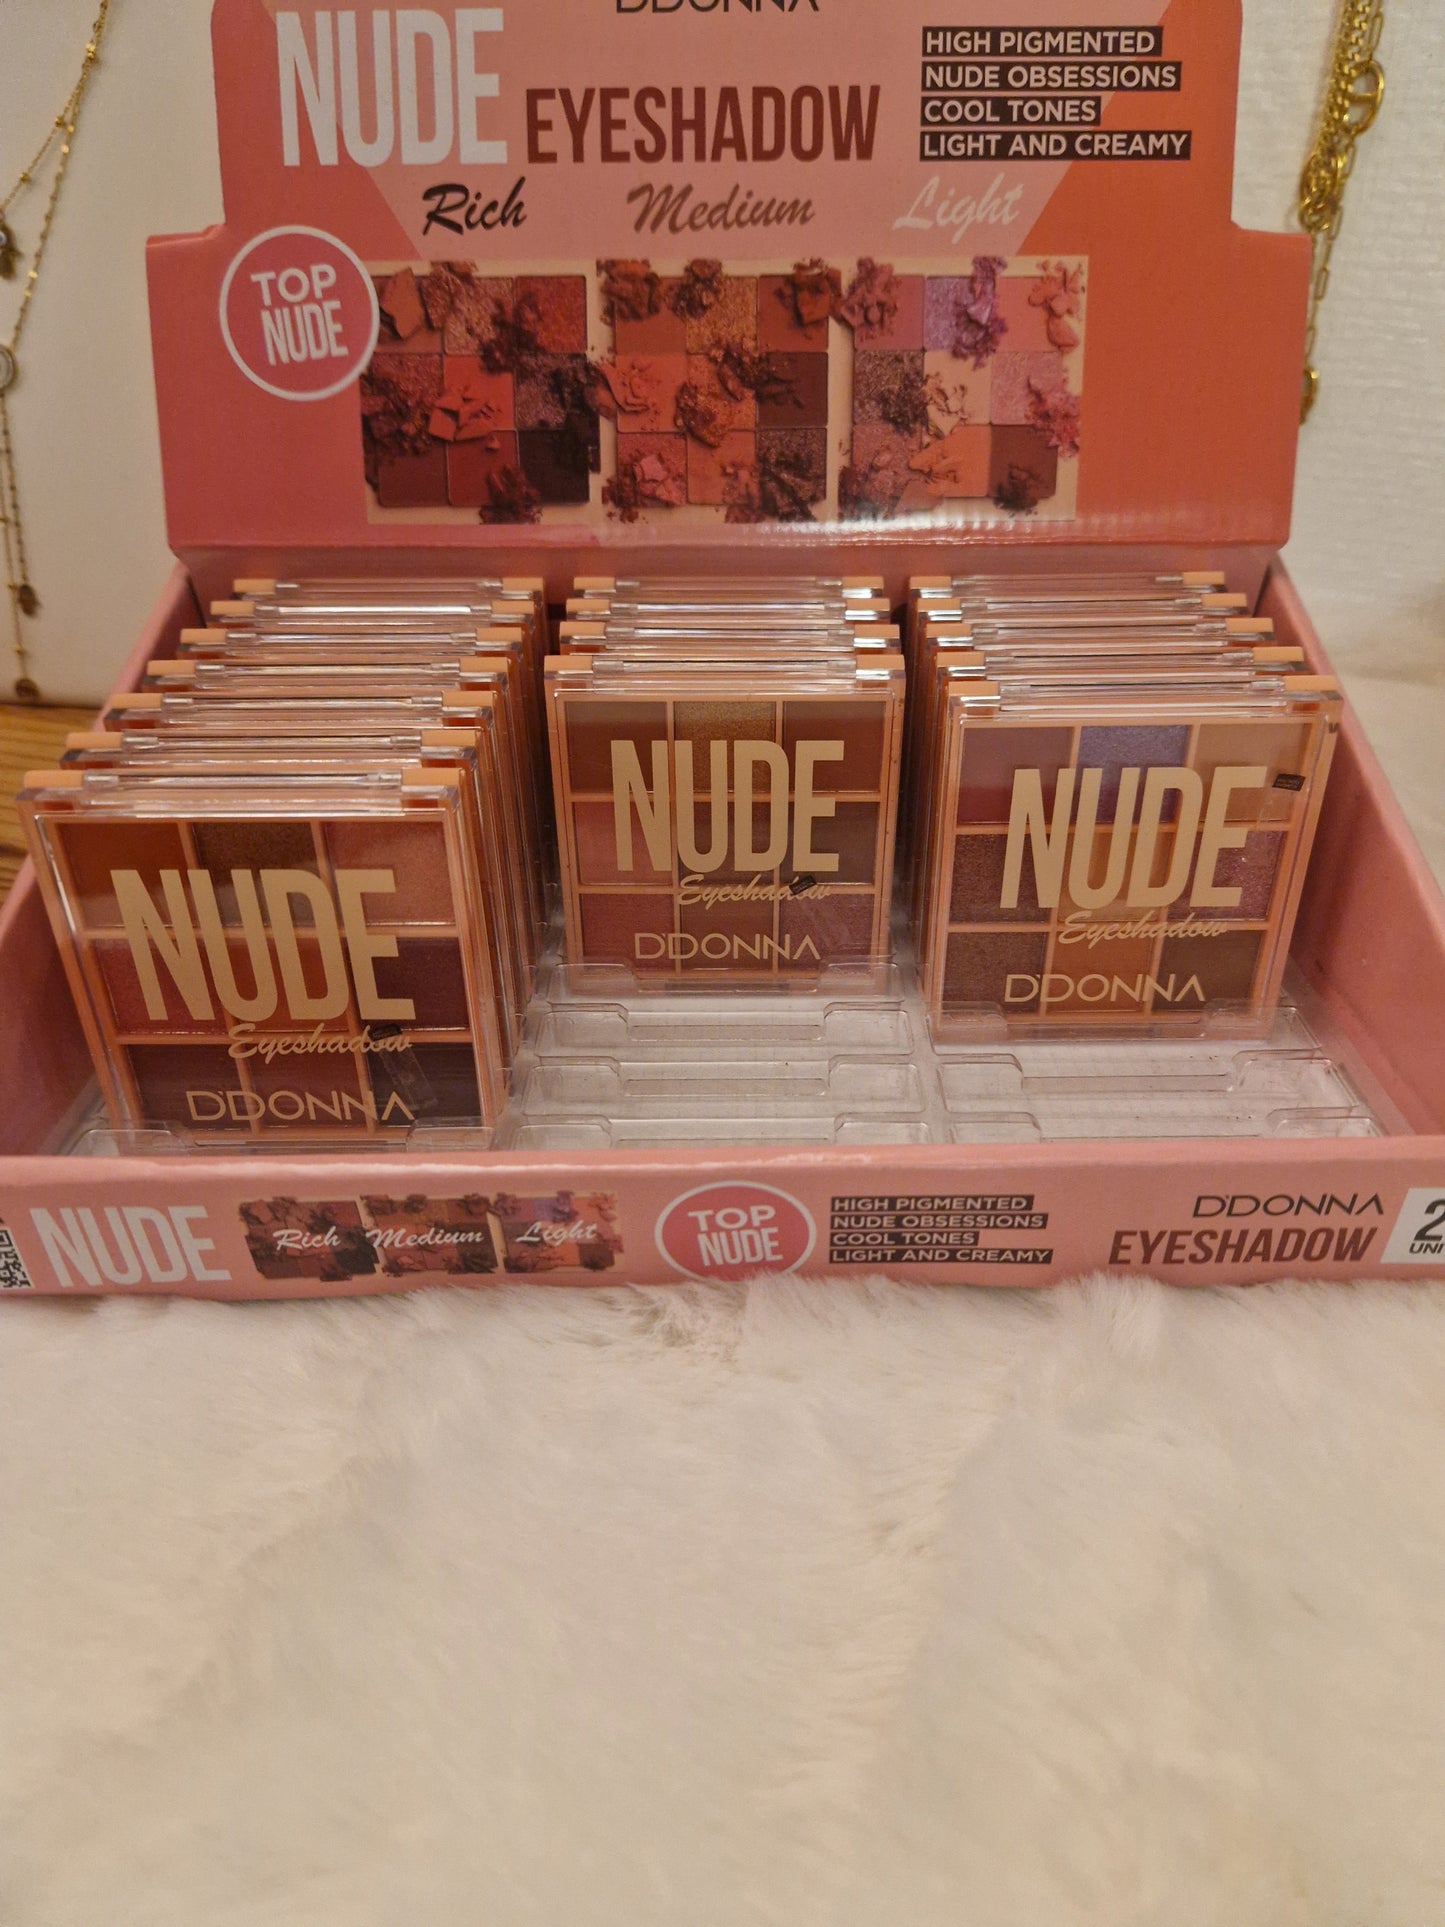 D'DONNA
NUDE EYESHADOW
HIGH PIGMENTED
NUDE OBSESSIONS
COOL TONES
LIGHT AND CREAMY
Rich Medium Light
TOP
NUDE
NUDE
Eyeshadow
D'DONNA
NUDE
Eyeshadow
D'DONNA
NUDE
Eyeshadow
D'DONNA
NUDE
Rich Medium Light
TOP
NUDE
HIGH PIGMENTED
NUDE OBSESSIONS
COOL TONES
LIGHT AND CREAMY
D'DONNA
EYESHADOW
2
UNI